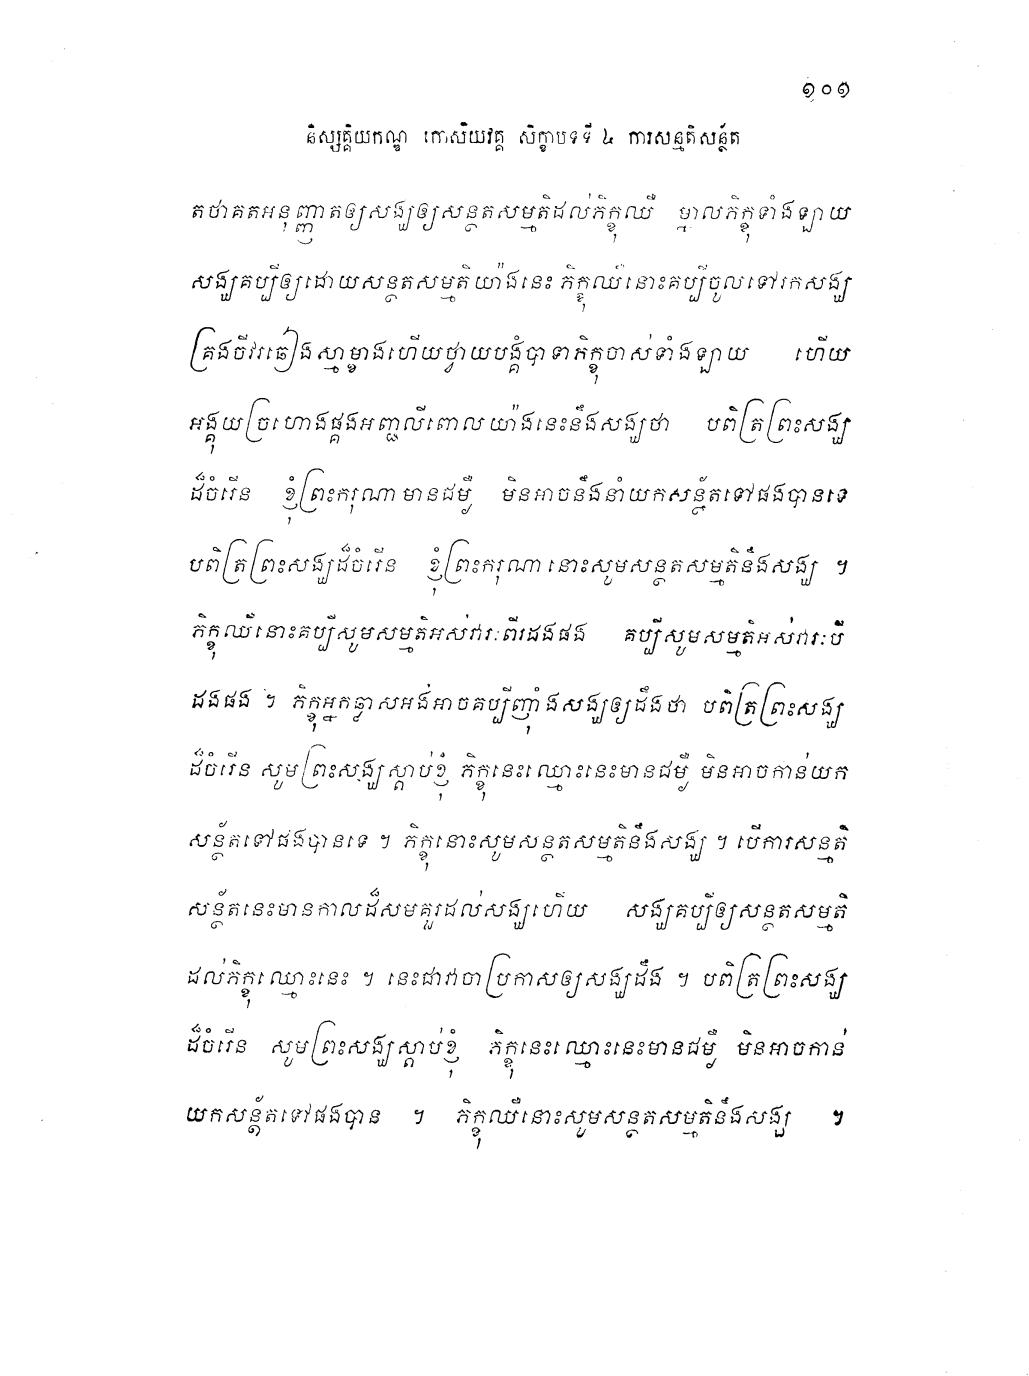 ១០១
និស្សគ្គិយកណ្ឌ កោសិយវគ្គ សិក្ខាបទទី ៤ ការសន្មតិសន្ថ័ត
តថាគតអនុញ្ញាតឲ្យសង្ឃឲ្យសន្ថតសម្មតិដល់ភិក្ខុឈឺ ម្នាលភិក្ខុទាំងឡាយ
សង្ឃគប្បីឲ្យដោយសន្ថតសម្មតិយ៉ាងនេះ ភិក្ខុឈឺនោះគប្បីចូលទៅរកសង្ឃ
គ្រងចីវរឆៀងស្មាម្ខាងហើយថ្វាយបង្គំបាទាភិក្ខុចាស់ទាំងឡាយ ហើយ
អង្គុយច្រហោងផ្គងអញ្ជលីពោលយ៉ាងនេះនឹងសង្ឃថា បពិត្រព្រះសង្ឃ
ដ៏ចំរើន ខ្ញុំព្រះករុណាមានជម្ងឺ មិនអាចនឹងនាំយកសន្ថ័តទៅផងបានទេ
បពិត្រព្រះសង្ឃដ៏ចំរើន ខ្ញុំព្រះករុណានោះសូមសន្ថតសម្មតិនឹងសង្ឃ ។
ភិក្ខុឈឺនោះគប្បីសូមសម្មតិអស់វារៈពីរដងផង គប្បីសូមសម្មតិអស់វារៈបី
ដងផង ។ ភិក្ខុអ្នកឆ្លាសអង់អាចគប្បីញ៉ាំងសង្ឃឲ្យដឹងថា បពិត្រព្រះសង្ឃ
ដ៏ចំរើន សូមព្រះសង្ឃស្តាប់ខ្ញុំ ភិក្ខុនេះឈ្មោះនេះមានជម្ងឺ មិនអាចកាន់យក
សន្ថ័តទៅផងបានទេ ។ ភិក្ខុនោះសូមសន្ថតសម្មតិនឹងសង្ឃ ។ បើការសន្មតិ
សន្ថ័តនេះមានកាលដ៏សមគួរដល់សង្ឃហើយ សង្ឃគប្បីឲ្យសន្ថតសម្មតិ
ដល់ភិក្ខុឈ្មោះនេះ ។ នេះជាវាចាប្រកាសឲ្យសង្ឃដឹង ។ បពិត្រព្រះសង្ឃ
ដ៏ចំរើន សូមព្រះសង្ឃស្តាប់ខ្ញុំ ភិក្ខុនេះឈ្មោះនេះមានជម្ងឺ មិនអាចកាន់
យកសន្ថ័តទៅផងបាន ។ ភិក្ខុឈឺនោះសូមសន្ថតសម្មតិនឹងសង្ឃ ។